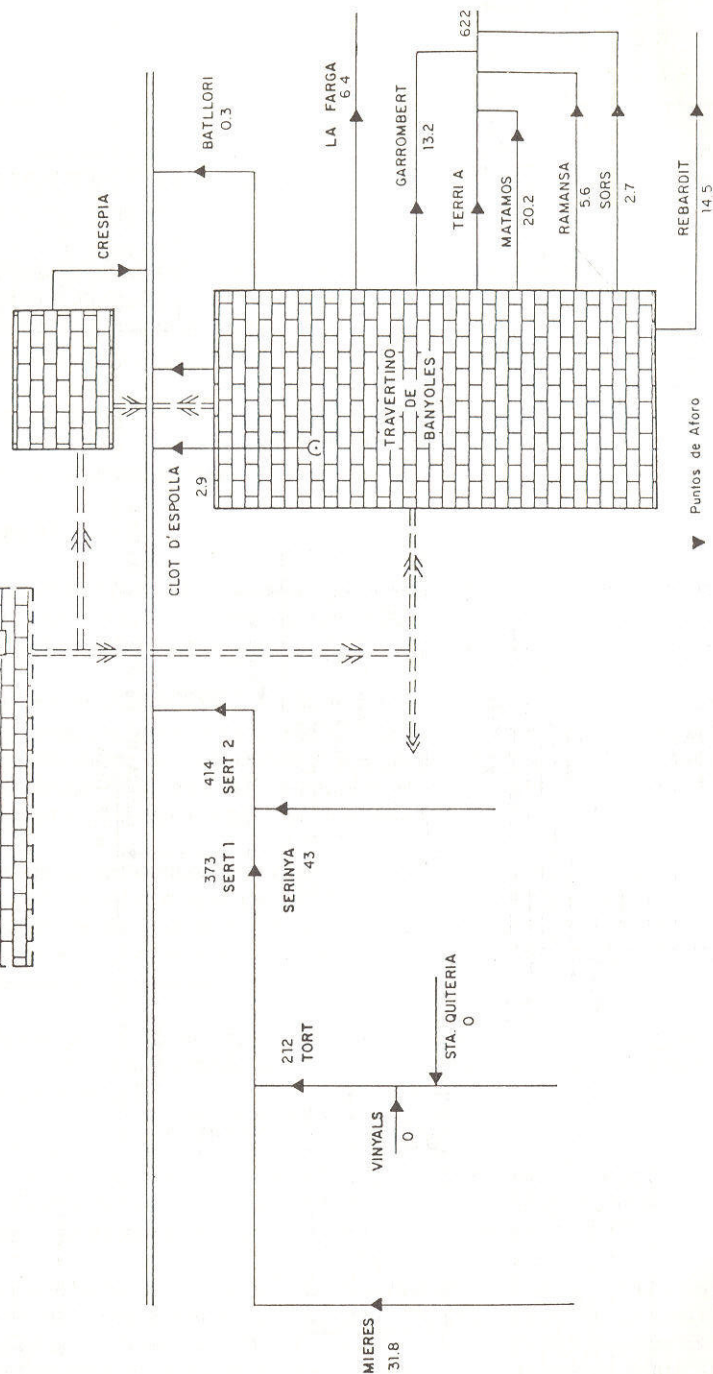 CRESPIA
BATLLORI
0.3
LA FARGA
6 4
GARROMBERT
13.2
622
TERRI A
MATAMOS
20.2
RAMANSA
5.6
SORS
2.7
REBARDIT
14.5
CLOT D'ESPOLLA
2.9
TRAVERTINO
DE
BANYOLES
414
SERT 2
373
SERT 1
SERINYA
43
212
TORT
STA. QUITERIA
0
VINYALS
0
MIERES
31.8
Puntos de Aforo